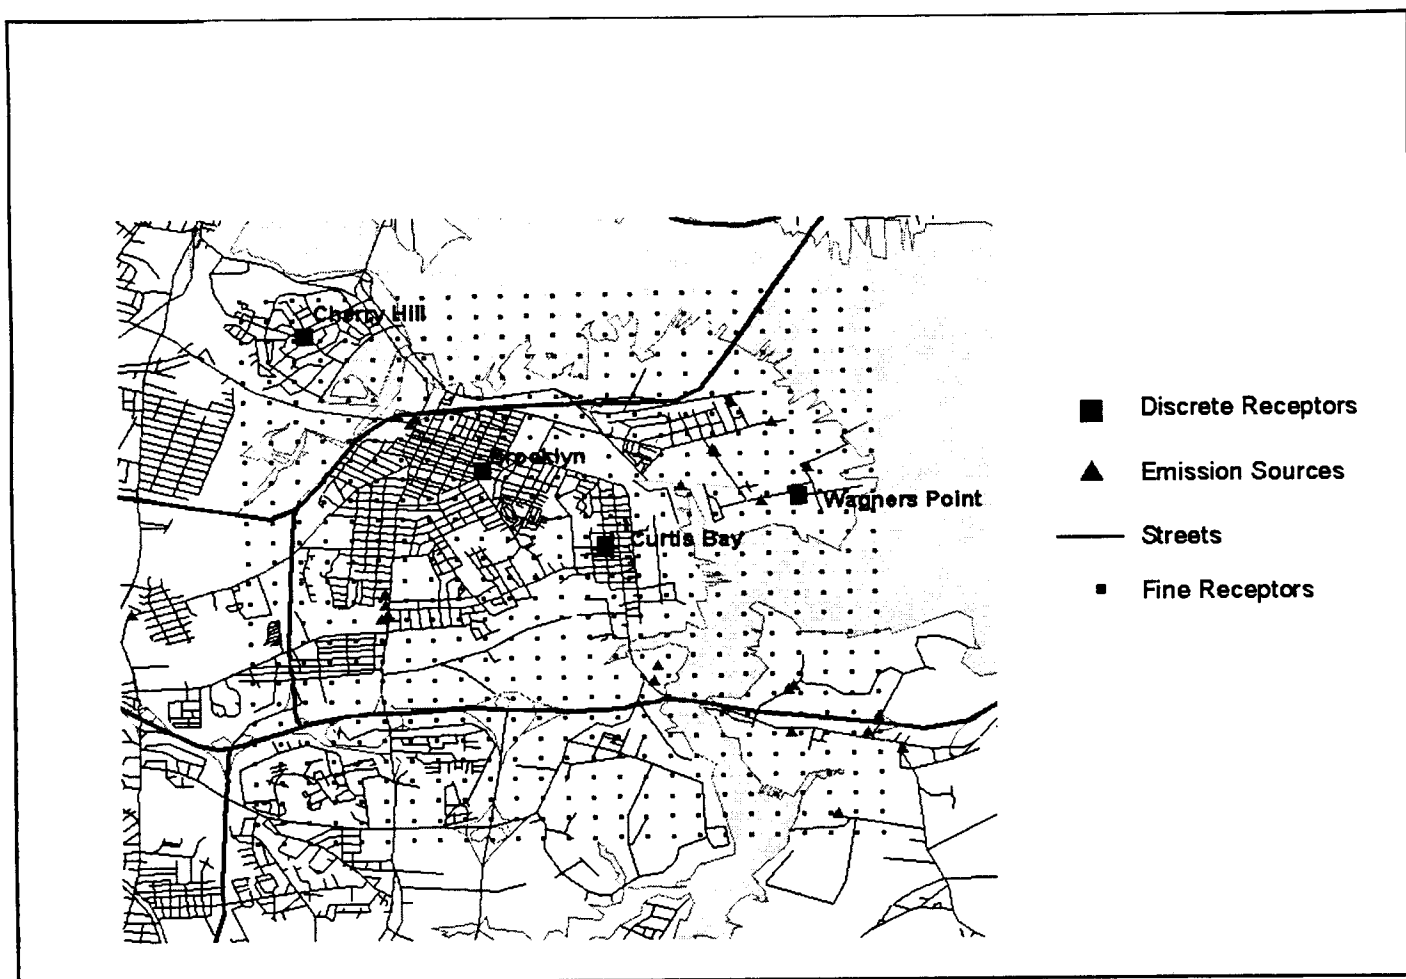 Cherry Hill
Brooklyn
Wagners Point
Curtis Bay
Discrete Receptors
Emission Sources
Streets
Fine Receptors